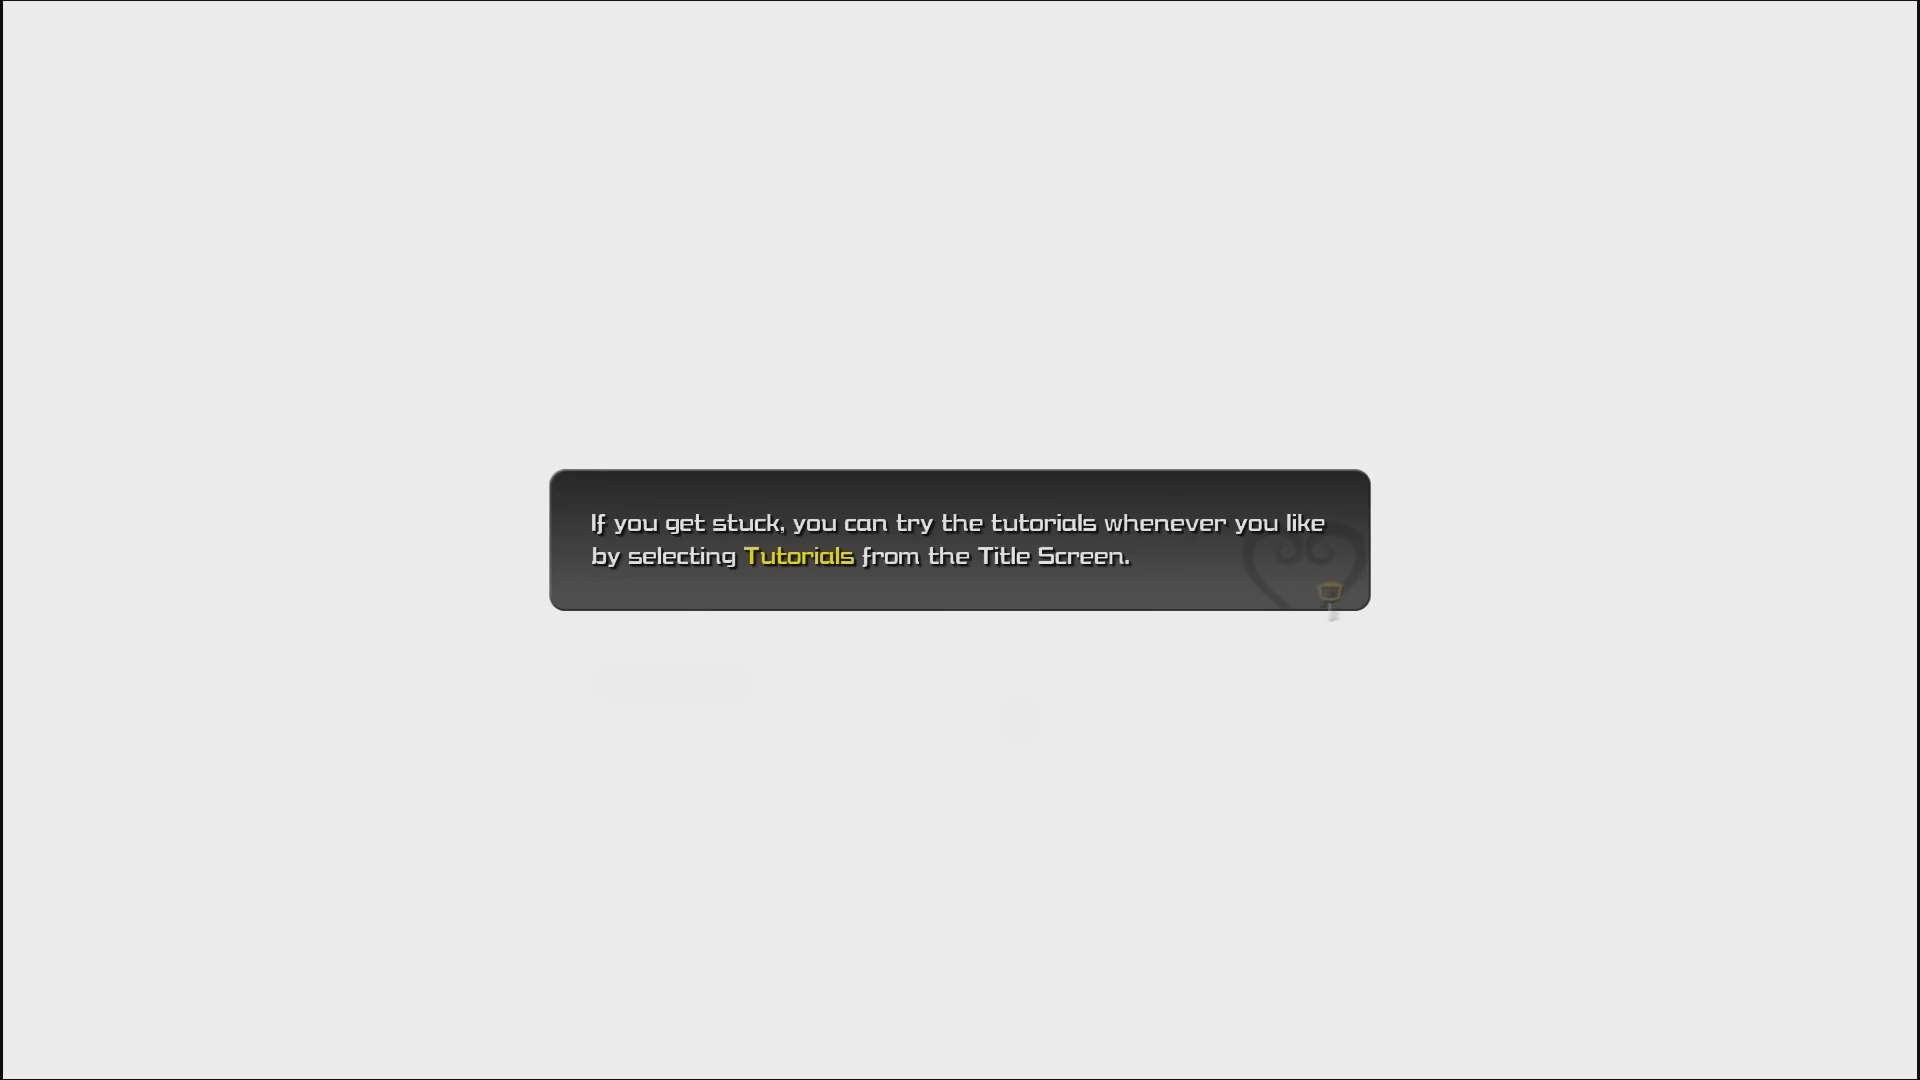 If you get stuck, you can try the tutorials whenever you like
by selecting Tutorials from the Title Screen.